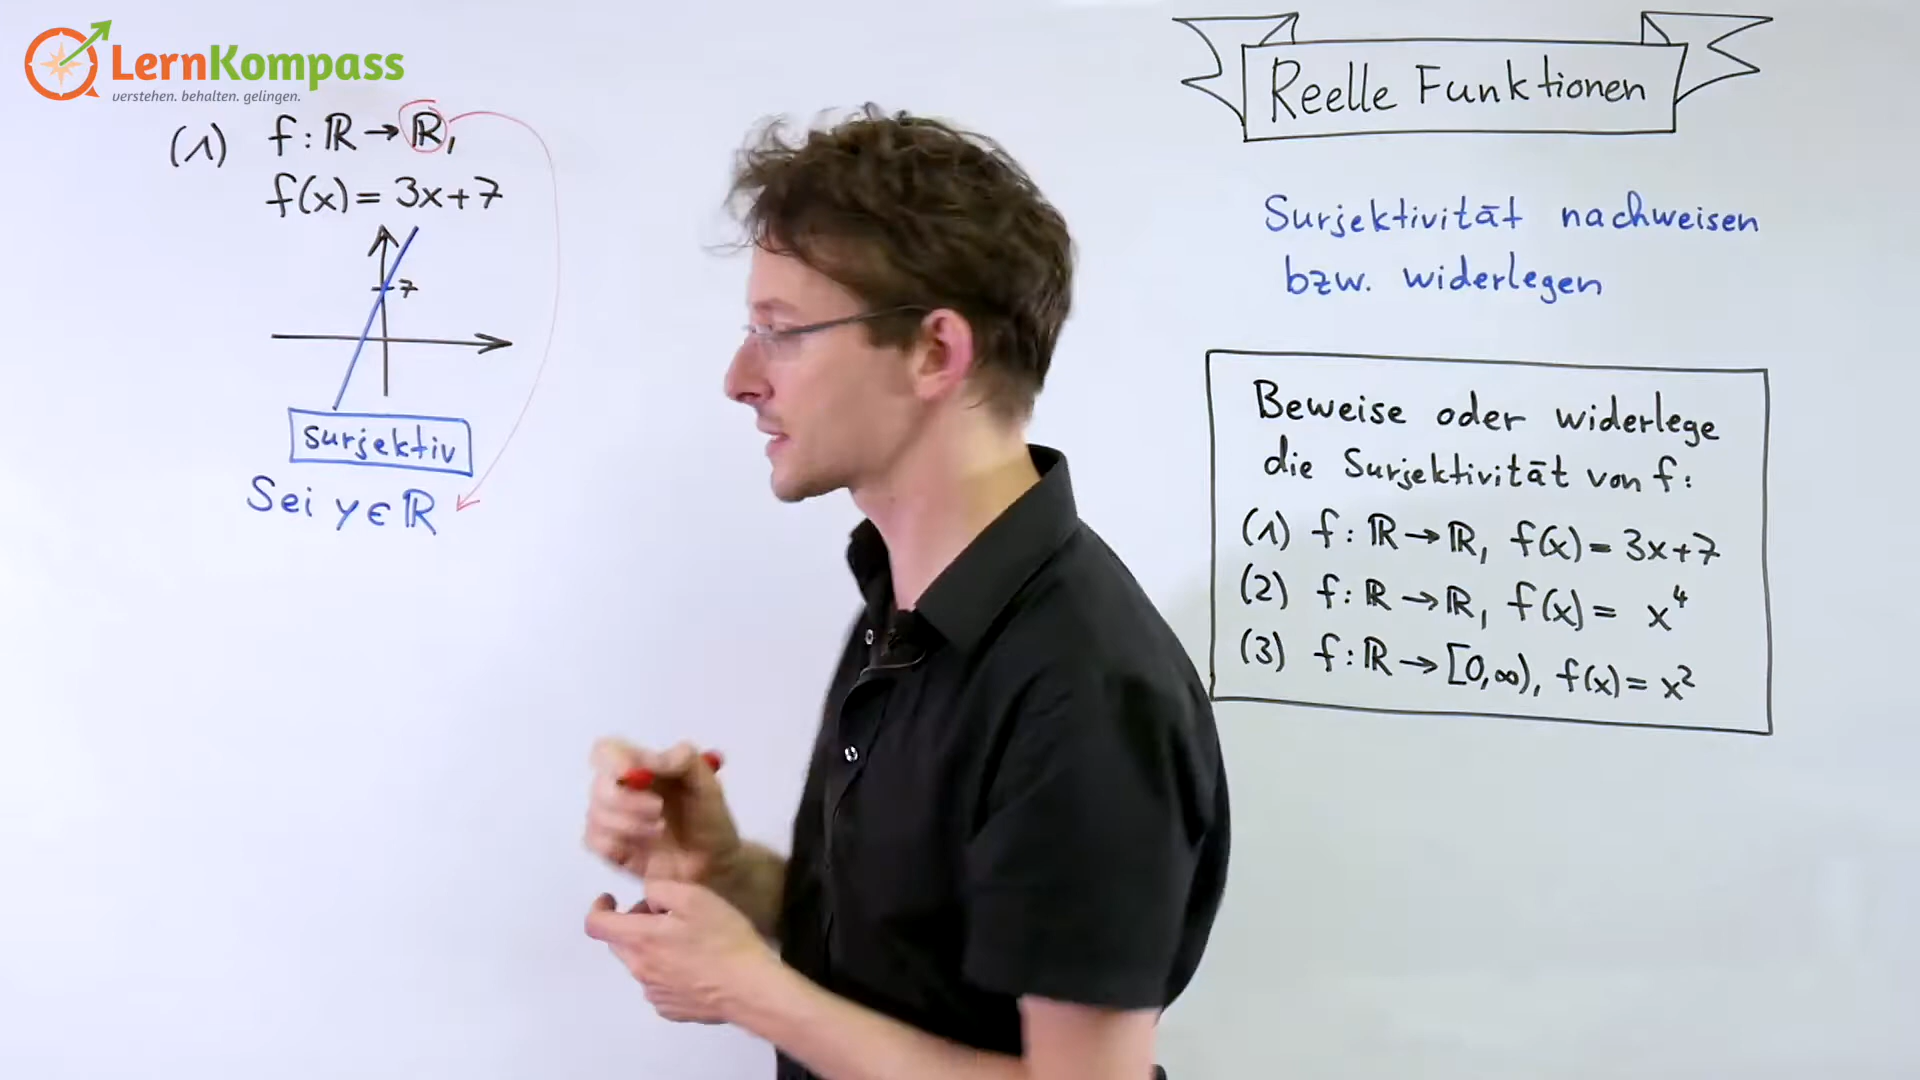 LernKompass
verstehen. behalten. gelingen.
(1) f: ℝ → ℝ,
f(x) = 3x+7
7
surjektiv
Sei y ∈ ℝ
Reelle Funktionen
Surjektivität nachweisen
bzw. widerlegen
Beweise oder widerlege
die Surjektivität von f:
(1) f: ℝ → ℝ, f(x) = 3x+7
(2) f: ℝ → ℝ, f(x) = x⁴
(3) f: ℝ → [0,∞), f(x) = x²